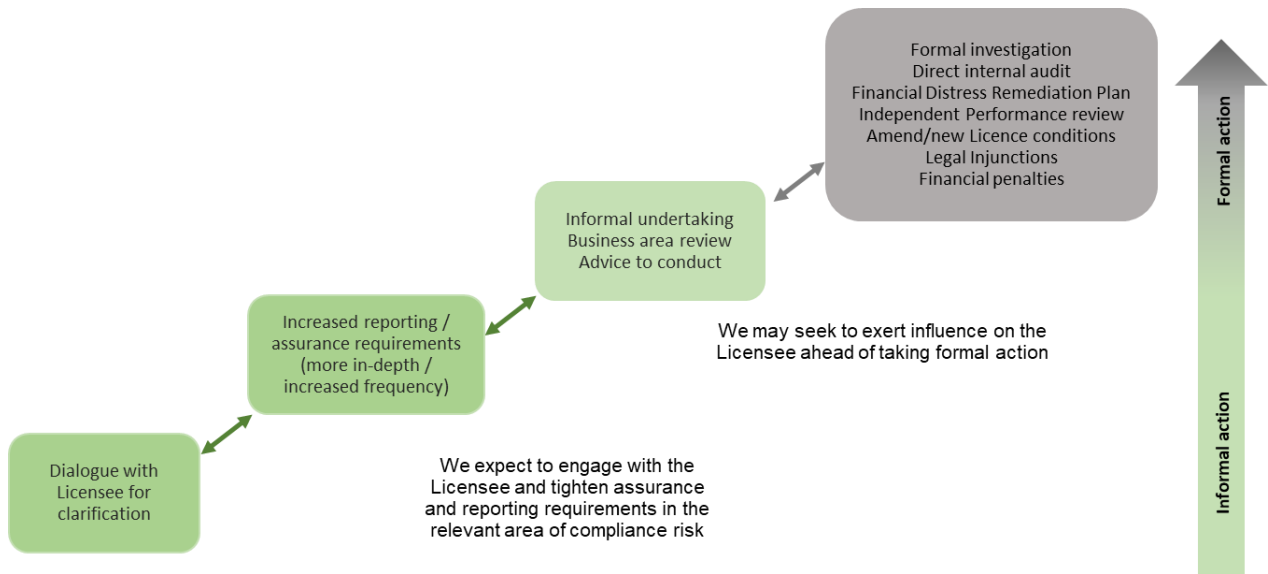 Formal investigation
Direct internal audit
Financial Distress Remediation Plan
Independent Performance review
Amend/new Licence conditions
Legal Injunctions
Financial penalties
Formal action
Informal undertaking
Business area review
Advice to conduct
Increased reporting /
assurance requirements
(more in-depth /
increased frequency)
We may seek to exert influence on the
Licensee ahead of taking formal action
Dialogue with
Licensee for
clarification
We expect to engage with the
Licensee and tighten assurance
and reporting requirements in the
relevant area of compliance risk
Informal action